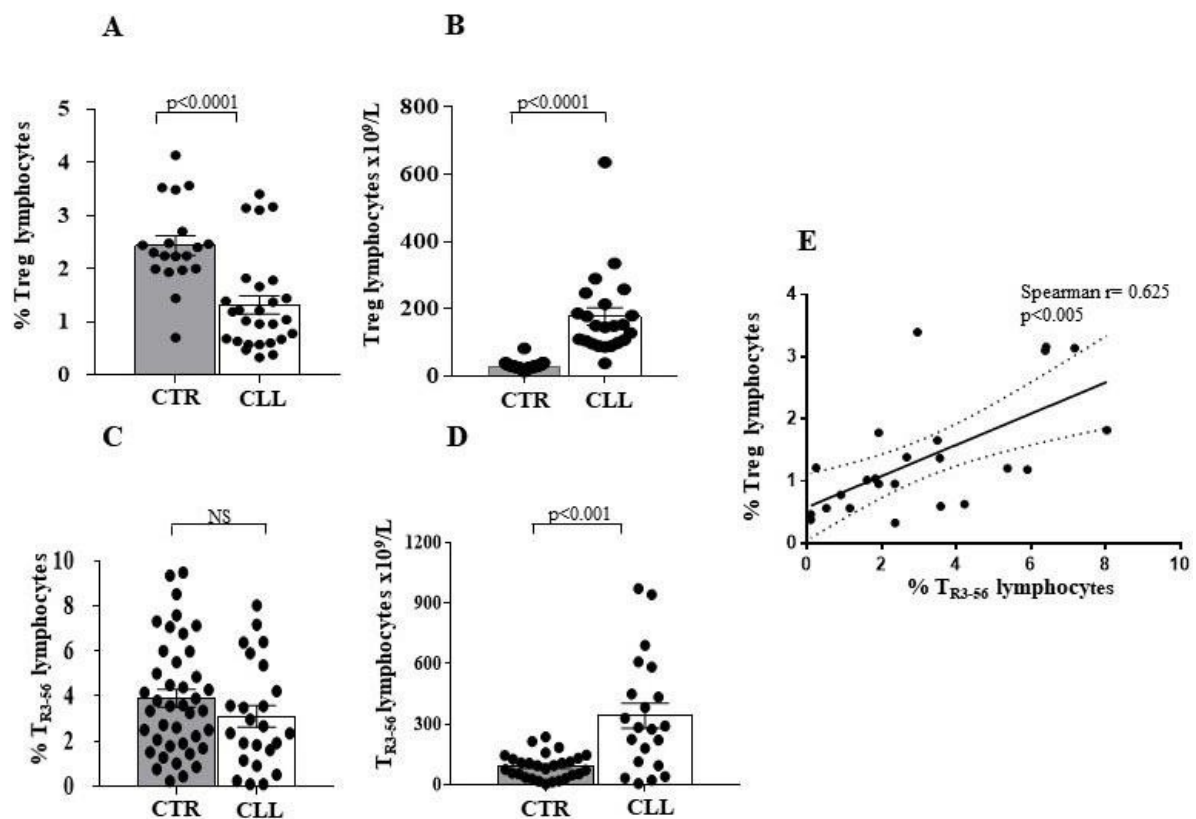 A
p<0.0001
% Treg lymphocytes
5
4
3
2
1
0
CTR
CLL
B
p<0.0001
Treg lymphocytes x10⁹/L
800
600
400
200
0
CTR
CLL
C
NS
% T_R3-56 lymphocytes
10
8
6
4
2
0
CTR
CLL
D
p<0.001
T_R3-56 lymphocytes x10⁹/L
1200
900
600
300
0
CTR
CLL
E
Spearman r= 0.625
p<0.005
% Treg lymphocytes
4
3
2
1
0
0
2
4
6
8
10
% T_R3-56 lymphocytes